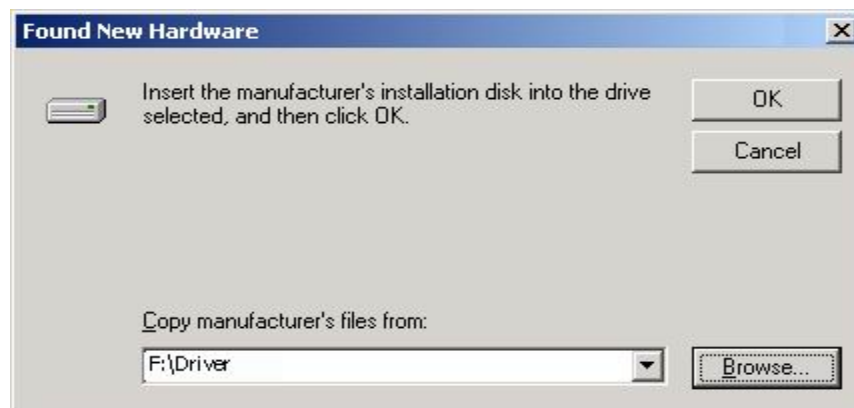 Found New Hardware
Insert the manufacturer's installation disk into the drive
selected, and then click OK.
OK
Cancel
Copy manufacturer's files from:
F:\Driver
Browse...